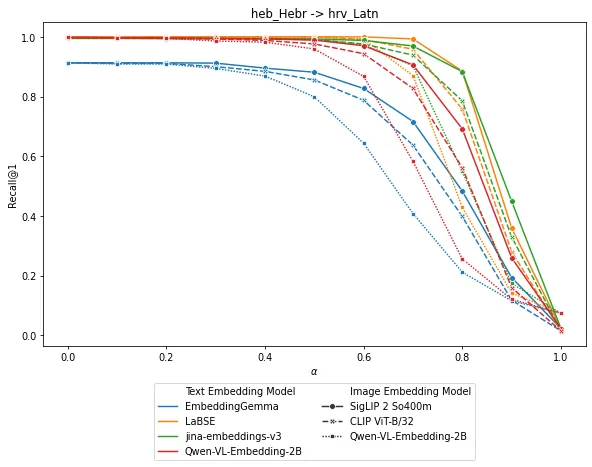 heb_Hebr -> hrv_Latn
1.0
0.8
0.6
0.4
0.2
0.0
Recall@1
0.0 0.2 0.4 0.6 0.8 1.0
α
Text Embedding Model Image Embedding Model
EmbeddingGemma SigLIP 2 So400m
LaBSE CLIP ViT-B/32
jina-embeddings-v3 Qwen-VL-Embedding-2B
Qwen-VL-Embedding-2B